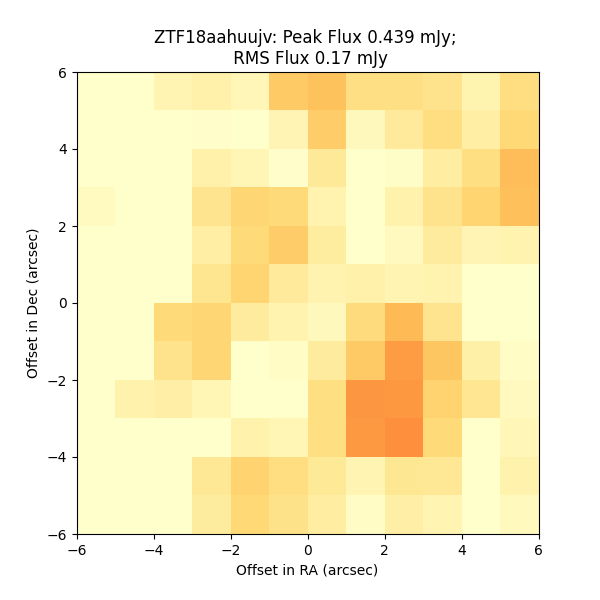 ZTF18aahuujv: Peak Flux 0.439 mJy;
RMS Flux 0.17 mJy
6
4
2
0
−2
−4
−6
Offset in Dec (arcsec)
−6 −4 −2 0 2 4 6
Offset in RA (arcsec)